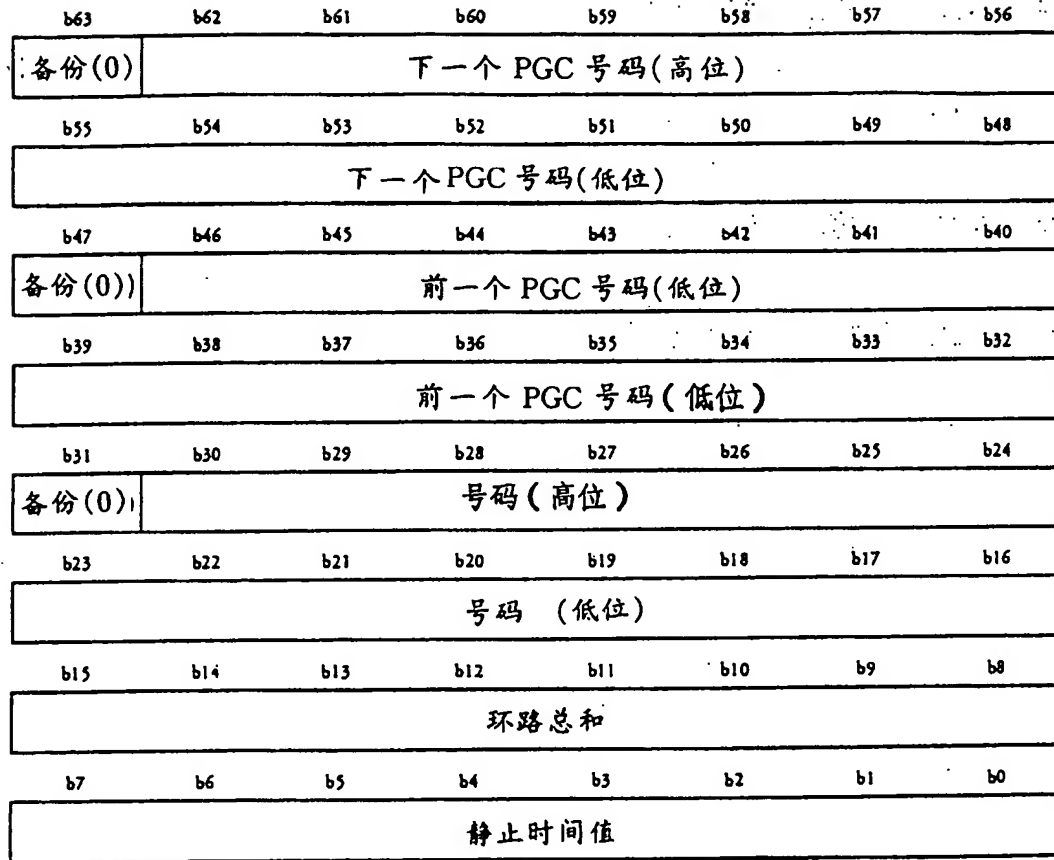 b63 b62 b61 b60 b59 b58 b57 b56
备份(0) 下一个 PGC 号码(高位)
b55 b54 b53 b52 b51 b50 b49 b48
下一个PGC 号码(低位)
b47 b46 b45 b44 b43 b42 b41 b40
备份(0)) 前一个 PGC 号码(低位)
b39 b38 b37 b36 b35 b34 b33 b32
前一个 PGC 号码(低位)
b31 b30 b29 b28 b27 b26 b25 b24
备份(0) 号码(高位)
b23 b22 b21 b20 b19 b18 b17 b16
号码 (低位)
b15 b14 b13 b12 b11 b10 b9 b8
环路总和
b7 b6 b5 b4 b3 b2 b1 b0
静止时间值